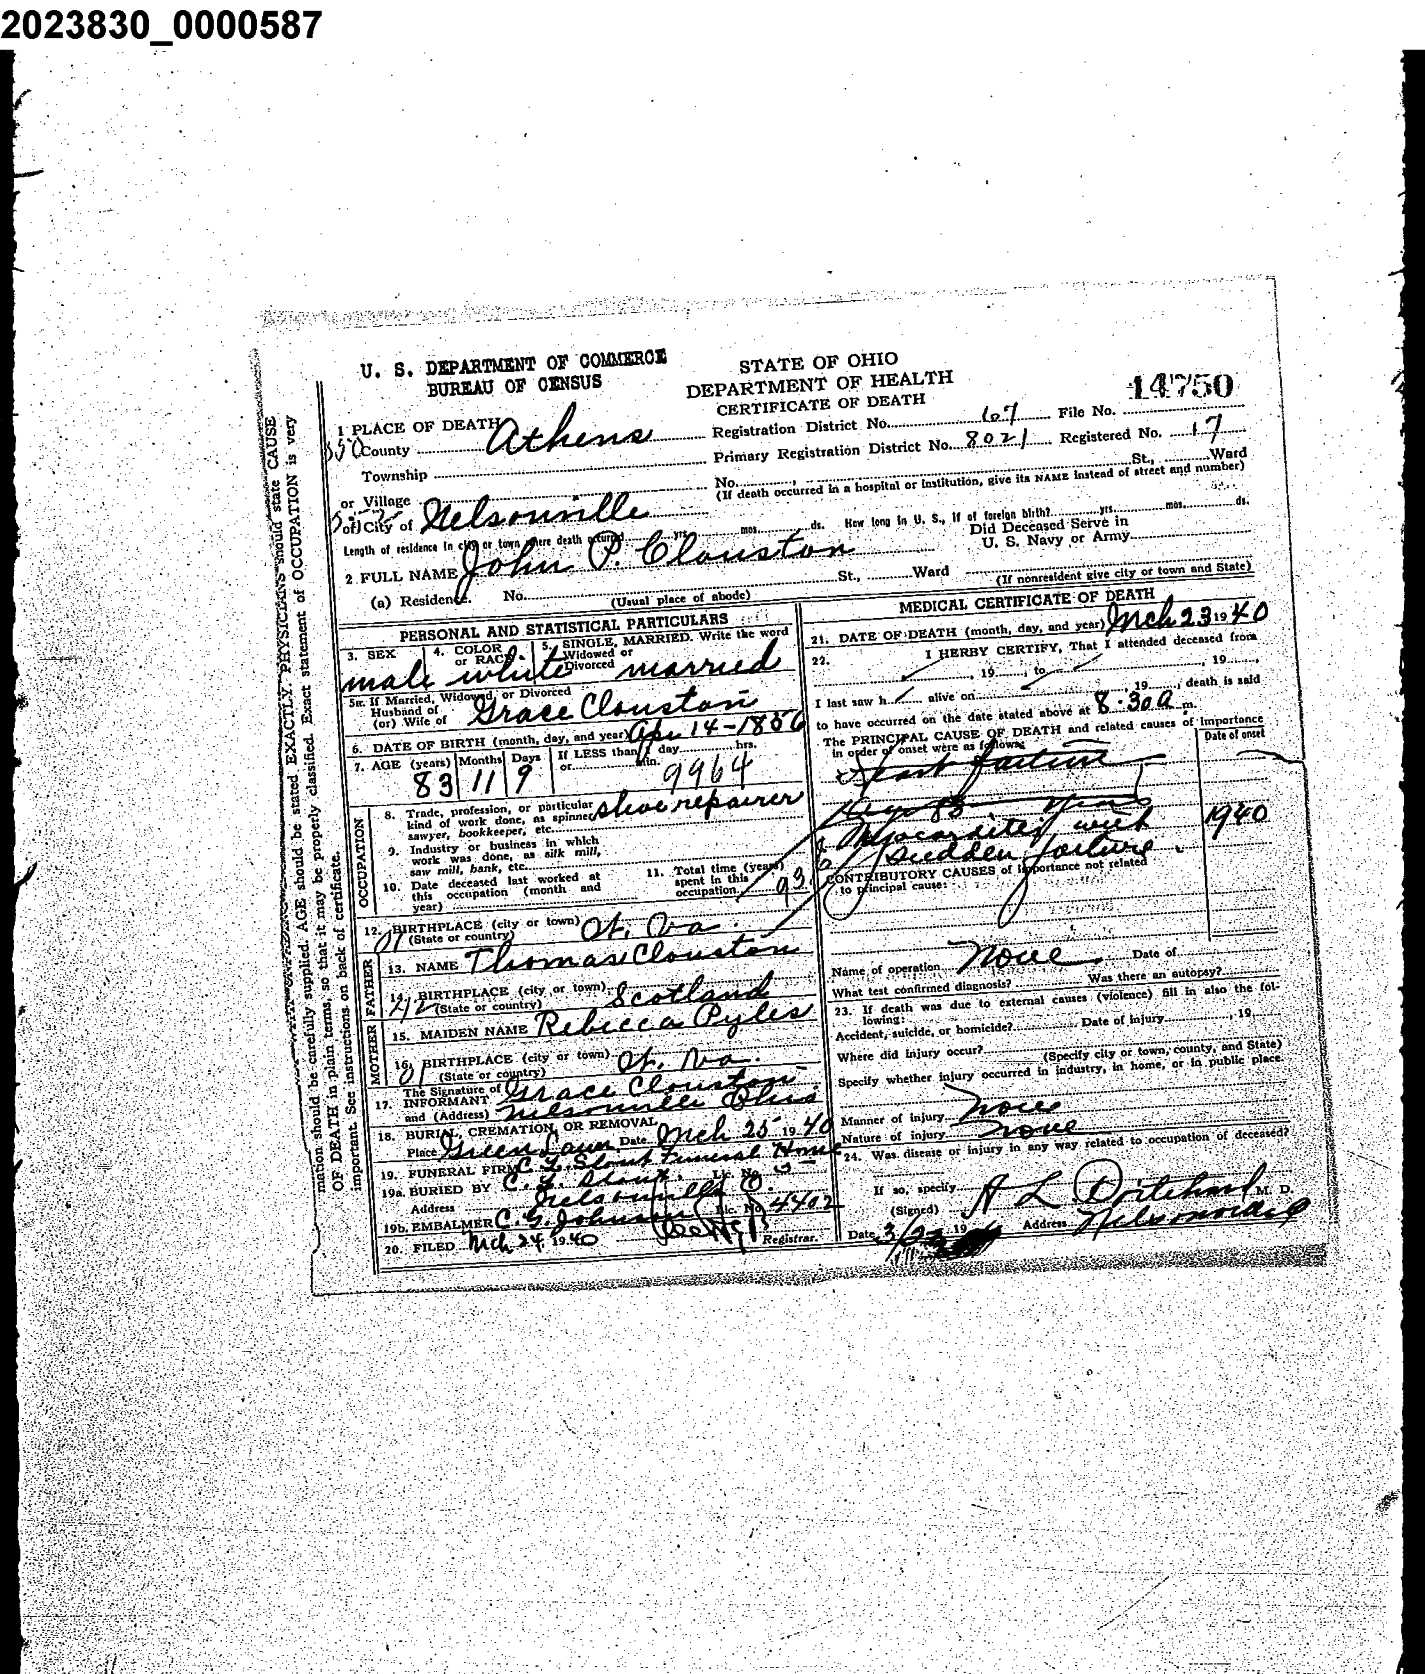 2023830_0000587
U. S. DEPARTMENT OF COMMERCE
BUREAU OF CENSUS
STATE OF OHIO
DEPARTMENT OF HEALTH
CERTIFICATE OF DEATH
14750
1 PLACE OF DEATH
County Athens
Registration District No. 67 File No.
Township
Primary Registration District No. 8021 Registered No. 17
or Village
No. St., Ward
(If death occurred in a hospital or institution, give its NAME instead of street and number)
or City of Nelsonville
Length of residence in city or town where death occurred yrs. mos. ds. How long in U. S., if of foreign birth? yrs. mos. ds.
2 FULL NAME John P. Clouston
Did Deceased Serve in
U. S. Navy or Army
(a) Residence. No. St., Ward
(Usual place of abode) (If nonresident give city or town and State)
PERSONAL AND STATISTICAL PARTICULARS
3. SEX male
4. COLOR or RACE white
5. SINGLE, MARRIED. Write the word
Widowed or
Divorced married
5a. If Married, Widowed, or Divorced
Husband of
(or) Wife of Grace Clouston
6. DATE OF BIRTH (month, day, and year) Apr 14-1856
7. AGE (years) Months Days If LESS than 1 day hrs.
or min.
83 11 9 9964
OCCUPATION
8. Trade, profession, or particular
kind of work done, as spinner,
sawyer, bookkeeper, etc. shoe repairer
9. Industry or business in which
work was done, as silk mill,
saw mill, bank, etc.
10. Date deceased last worked at
this occupation (month and
year)
11. Total time (years)
spent in this
occupation 93
12. BIRTHPLACE (city or town)
(State or country) W. Va
01
FATHER
13. NAME Thomas Clouston
14. BIRTHPLACE (city or town)
(State or country) Scotland
MOTHER
15. MAIDEN NAME Rebecca Pyles
16. BIRTHPLACE (city or town)
(State or country) W. Va.
01
17. The Signature of
INFORMANT Grace Clouston
and (Address) Nelsonville Ohio
18. BURIAL, CREMATION, OR REMOVAL
Place Green Lawn Date Mch 25 1940
19. FUNERAL FIRM Funeral Home
19a. BURIED BY Lic. No.
Address Nelsonville O.
19b. EMBALMER C. G. Johnson Lic. No. 4402
20. FILED Mch 24 1940 Registrar.
MEDICAL CERTIFICATE OF DEATH
21. DATE OF DEATH (month, day, and year) Mch 23 1940
22. I HERBY CERTIFY, That I attended deceased from
, 19 , to , 19 ,
I last saw h alive on 19 , death is said
to have occurred on the date stated above at 8:30 a m.
The PRINCIPAL CAUSE OF DEATH and related causes of importance
in order of onset were as follows:
Date of onset
Heart failure
Myocarditis with 1940
Sudden failure.
CONTRIBUTORY CAUSES of importance not related
to principal cause:
Name of operation None Date of
What test confirmed diagnosis? Was there an autopsy?
23. If death was due to external causes (violence) fill in also the fol-
lowing:
Accident, suicide, or homicide? Date of injury , 19
Where did injury occur?
(Specify city or town, county, and State)
Specify whether injury occurred in industry, in home, or in public place.
Manner of injury None
Nature of injury None
24. Was disease or injury in any way related to occupation of deceased?
If so, specify
(Signed) A L Pritchard M. D.
Date 3/23 19 Address Nelsonville
mation should be carefully supplied. AGE should be stated EXACTLY. PHYSICIANS should state CAUSE
OF DEATH in plain terms, so that it may be properly classified. Exact statement of OCCUPATION is very
important. See instructions on back of certificate.